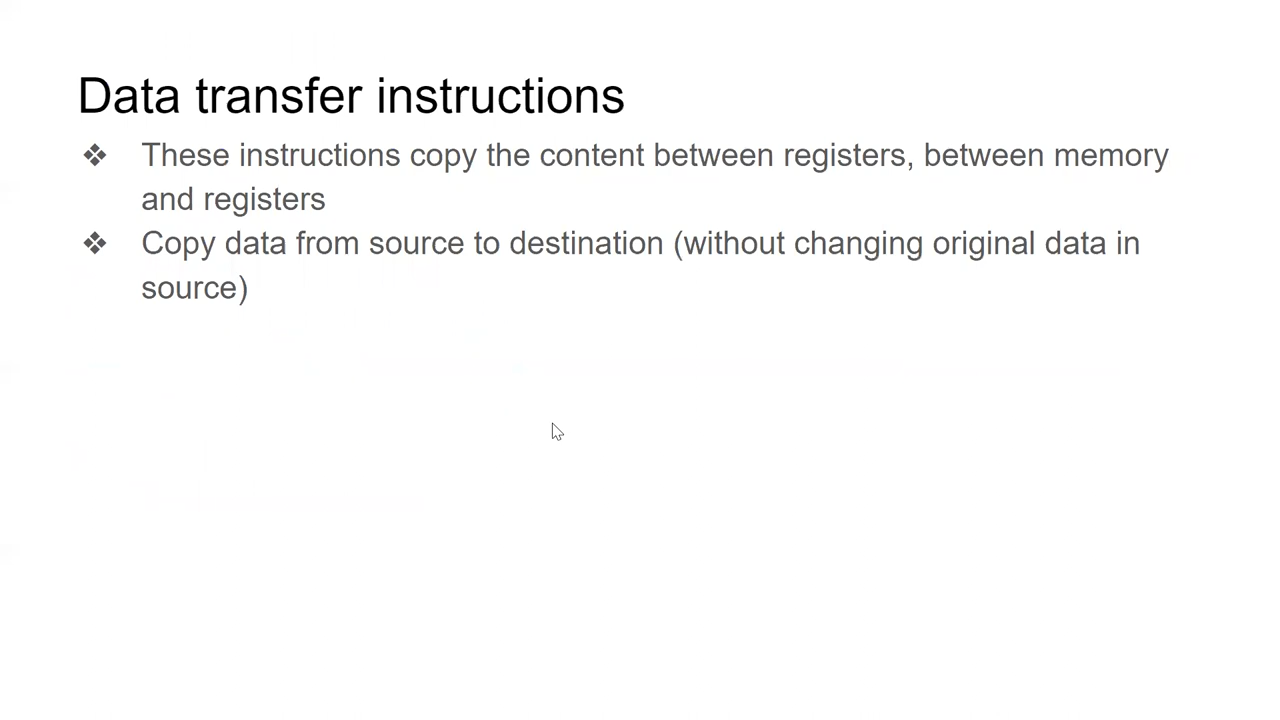 Data transfer instructions
❖ These instructions copy the content between registers, between memory
and registers
❖ Copy data from source to destination (without changing original data in
source)